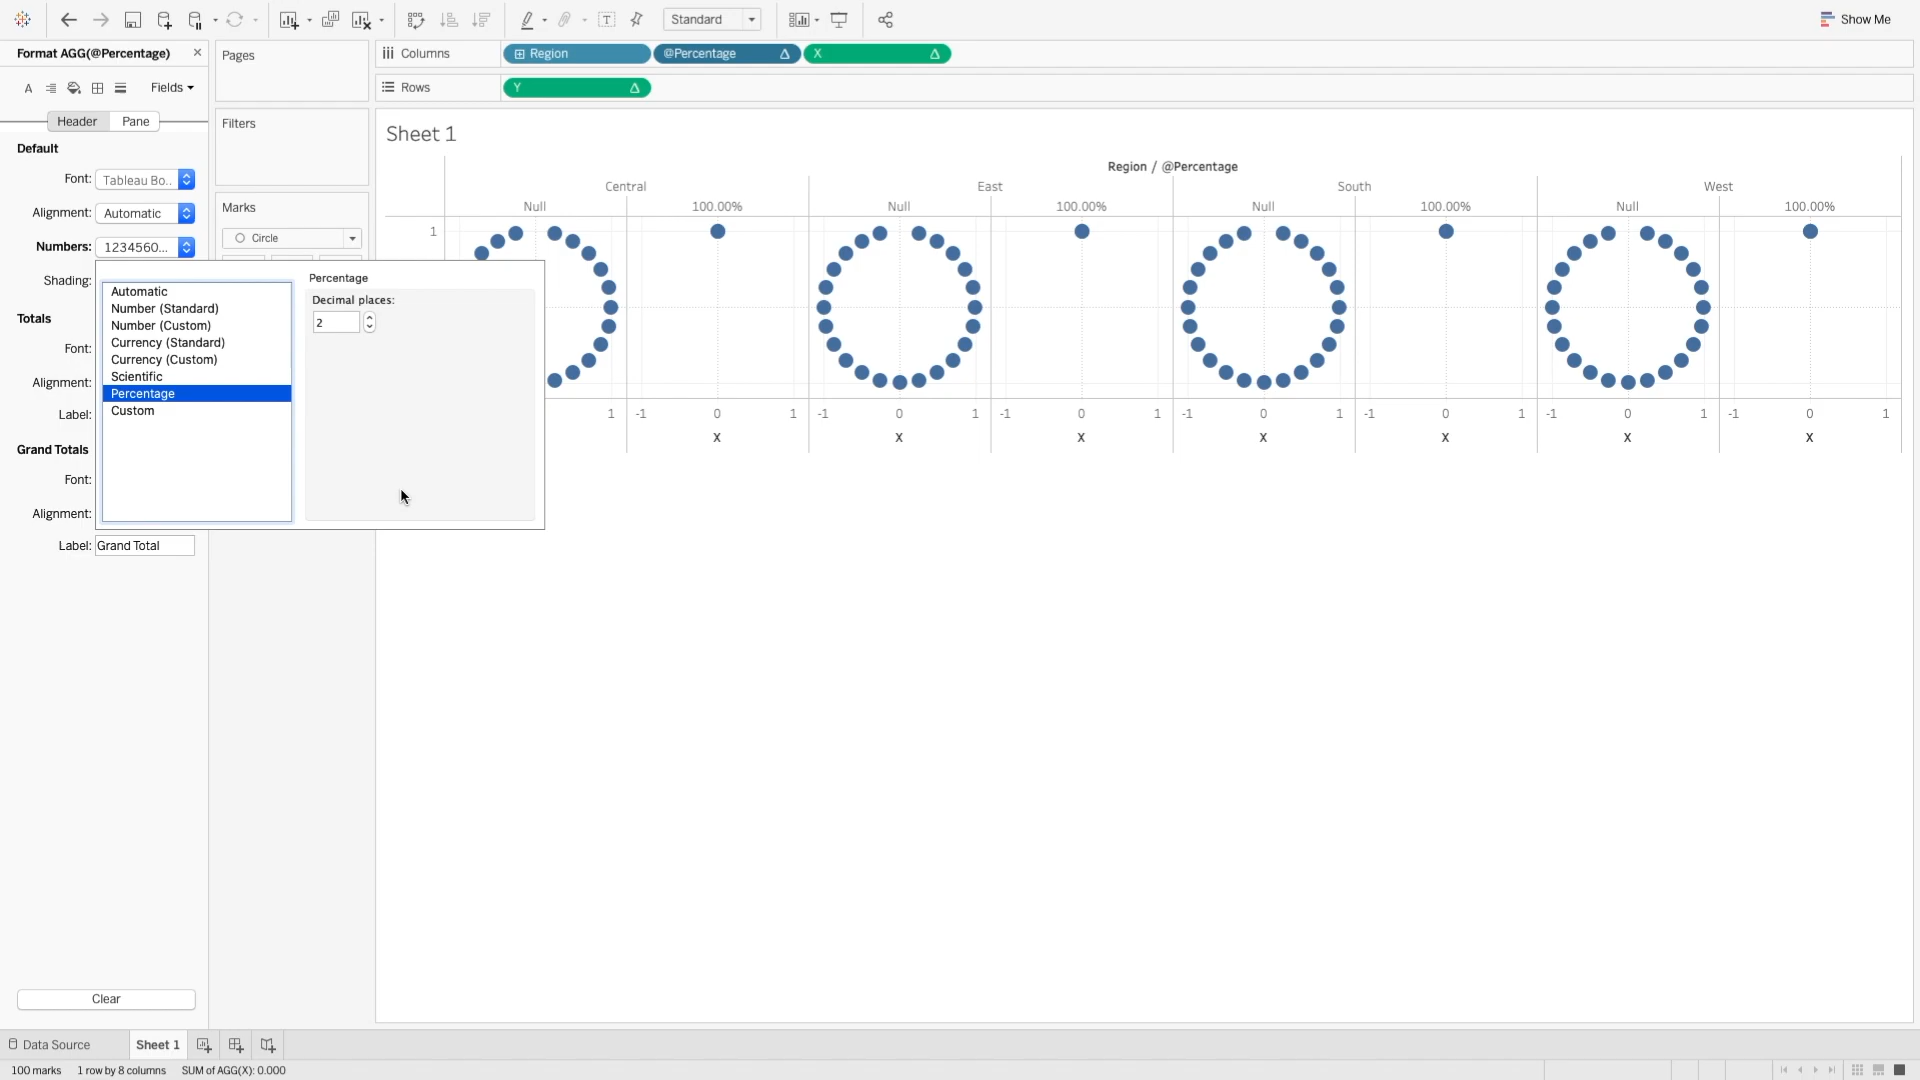 Standard
Show Me
Format AGG(@Percentage)
Fields
Header
Pane
Default
Font:
Tableau Bo..
Alignment:
Automatic
Numbers:
1234560...
Shading:
Totals
Font:
Alignment:
Label:
Grand Totals
Font:
Alignment:
Label:
Grand Total
Clear
Automatic
Number (Standard)
Number (Custom)
Currency (Standard)
Currency (Custom)
Scientific
Percentage
Custom
Percentage
Decimal places:
2
Pages
Filters
Marks
Circle
Columns
Region
@Percentage
X
Rows
Y
Sheet 1
Region / @Percentage
Central
East
South
West
Null
100.00%
Null
100.00%
Null
100.00%
Null
100.00%
1
1
-1
0
1
-1
0
1
-1
0
1
-1
0
1
-1
0
1
-1
0
1
-1
0
1
X
X
X
X
X
X
X
Data Source
Sheet 1
100 marks
1 row by 8 columns
SUM of AGG(X): 0.000